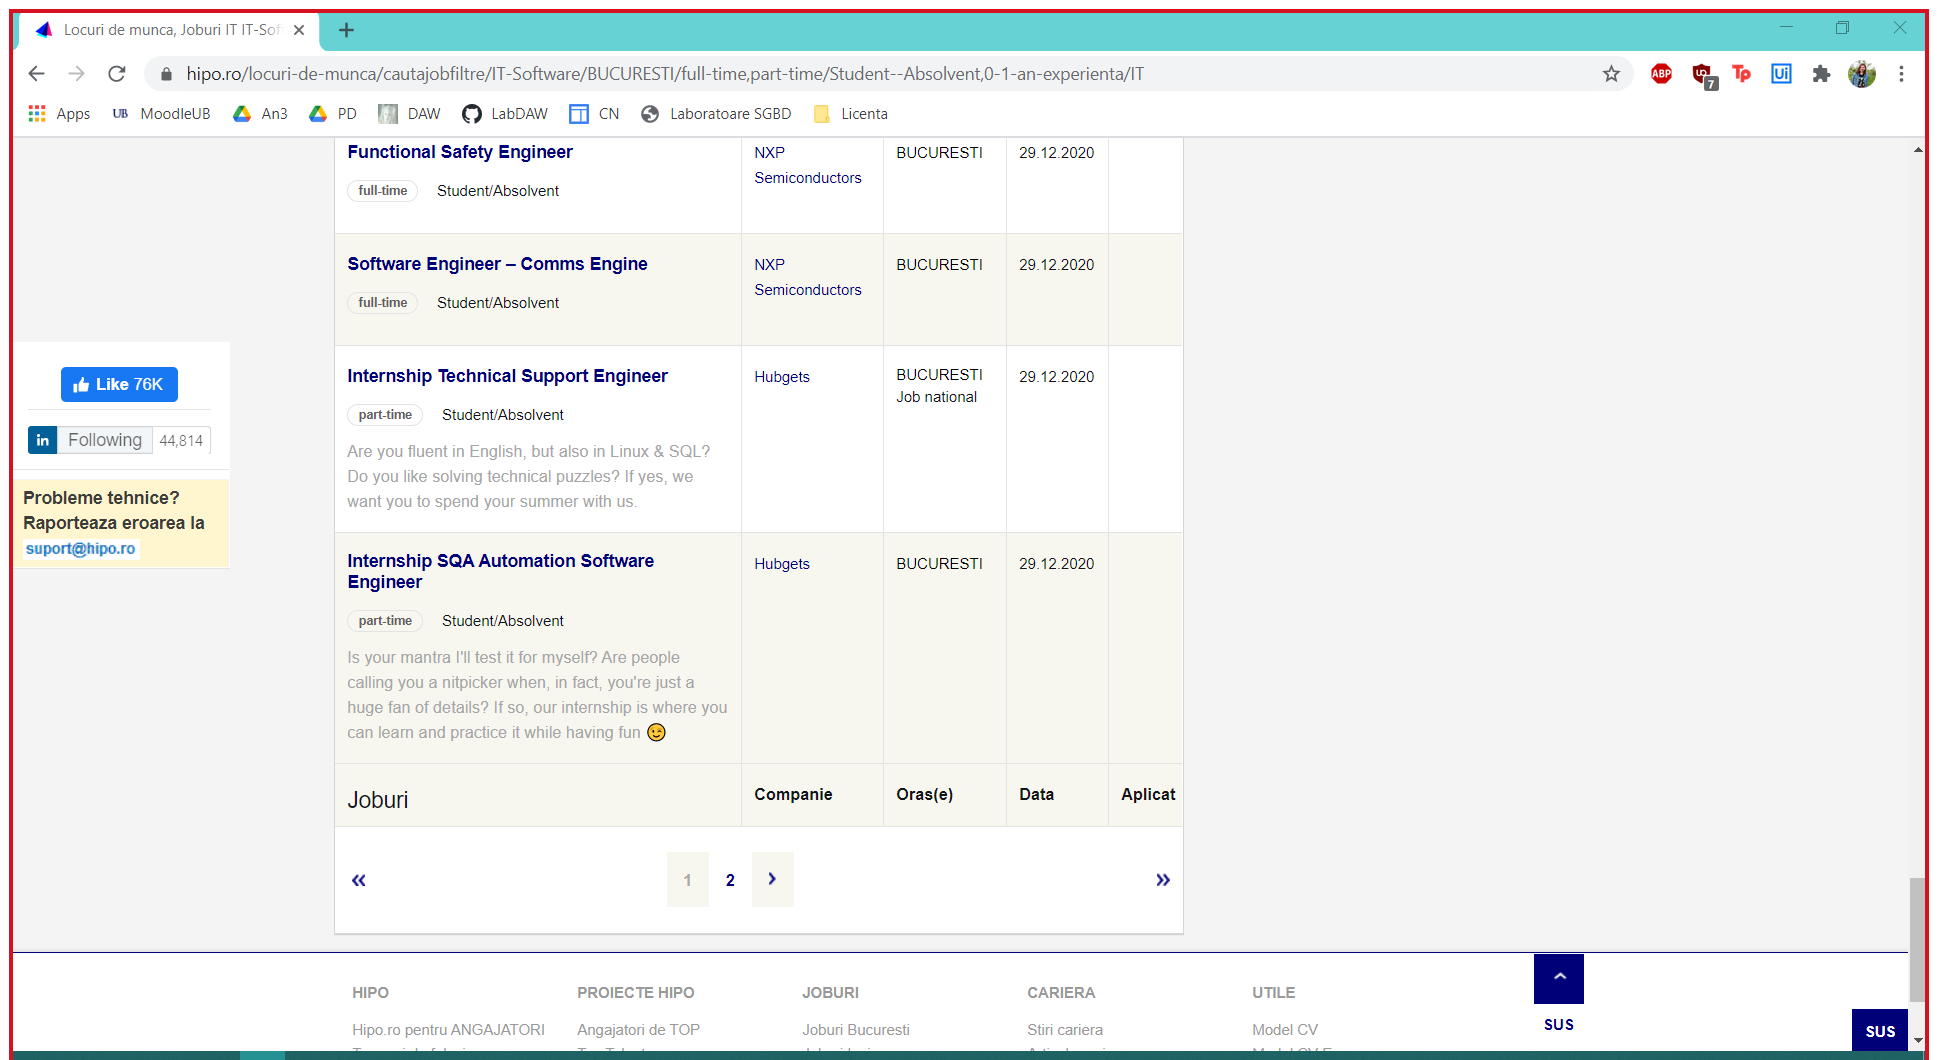 Locuri de munca, Joburi IT IT-Sof
hipo.ro/locuri-de-munca/cautajobfiltre/IT-Software/BUCURESTI/full-time,part-time/Student--Absolvent,0-1-an-experienta/IT
ABP
7
Tp
Ui
Apps
UB MoodleUB
An3
PD
DAW
LabDAW
CN
Laboratoare SGBD
Licenta
Functional Safety Engineer
full-time Student/Absolvent
NXP
Semiconductors
BUCURESTI
29.12.2020
Software Engineer – Comms Engine
full-time Student/Absolvent
NXP
Semiconductors
BUCURESTI
29.12.2020
Internship Technical Support Engineer
part-time Student/Absolvent
Are you fluent in English, but also in Linux & SQL?
Do you like solving technical puzzles? If yes, we
want you to spend your summer with us.
Hubgets
BUCURESTI
Job national
29.12.2020
Internship SQA Automation Software
Engineer
part-time Student/Absolvent
Is your mantra I'll test it for myself? Are people
calling you a nitpicker when, in fact, you're just a
huge fan of details? If so, our internship is where you
can learn and practice it while having fun 😉
Hubgets
BUCURESTI
29.12.2020
Joburi
Companie
Oras(e)
Data
Aplicat
« 1 2 › »
Like 76K
in Following 44,814
Probleme tehnice?
Raporteaza eroarea la
suport@hipo.ro
HIPO
Hipo.ro pentru ANGAJATORI
PROIECTE HIPO
Angajatori de TOP
JOBURI
Joburi Bucuresti
CARIERA
Stiri cariera
UTILE
Model CV
SUS
SUS